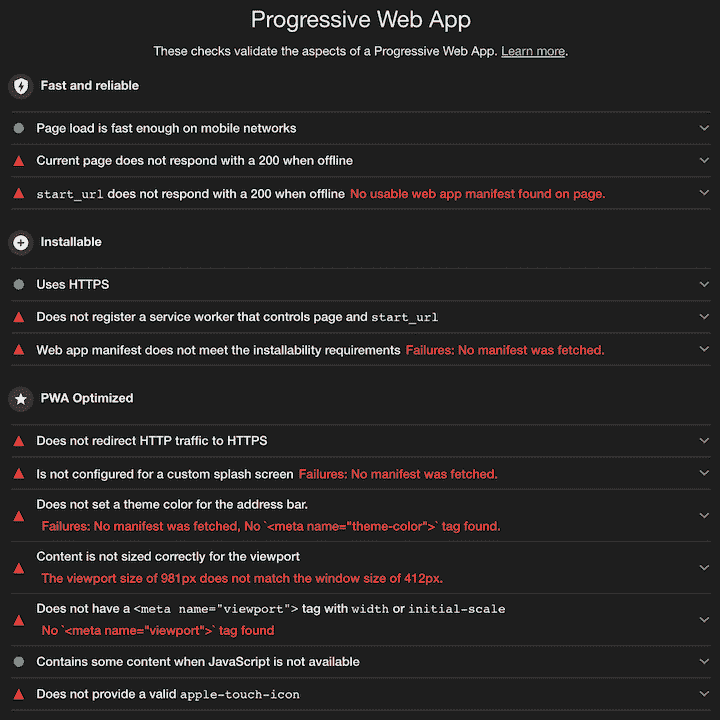 Progressive Web App
These checks validate the aspects of a Progressive Web App. Learn more.
Fast and reliable
Page load is fast enough on mobile networks
Current page does not respond with a 200 when offline
start_url does not respond with a 200 when offline No usable web app manifest found on page.
Installable
Uses HTTPS
Does not register a service worker that controls page and start_url
Web app manifest does not meet the installability requirements Failures: No manifest was fetched.
PWA Optimized
Does not redirect HTTP traffic to HTTPS
Is not configured for a custom splash screen Failures: No manifest was fetched.
Does not set a theme color for the address bar.
Failures: No manifest was fetched, No `<meta name="theme-color">` tag found.
Content is not sized correctly for the viewport
The viewport size of 981px does not match the window size of 412px.
Does not have a <meta name="viewport"> tag with width or initial-scale
No `<meta name="viewport">` tag found
Contains some content when JavaScript is not available
Does not provide a valid apple-touch-icon